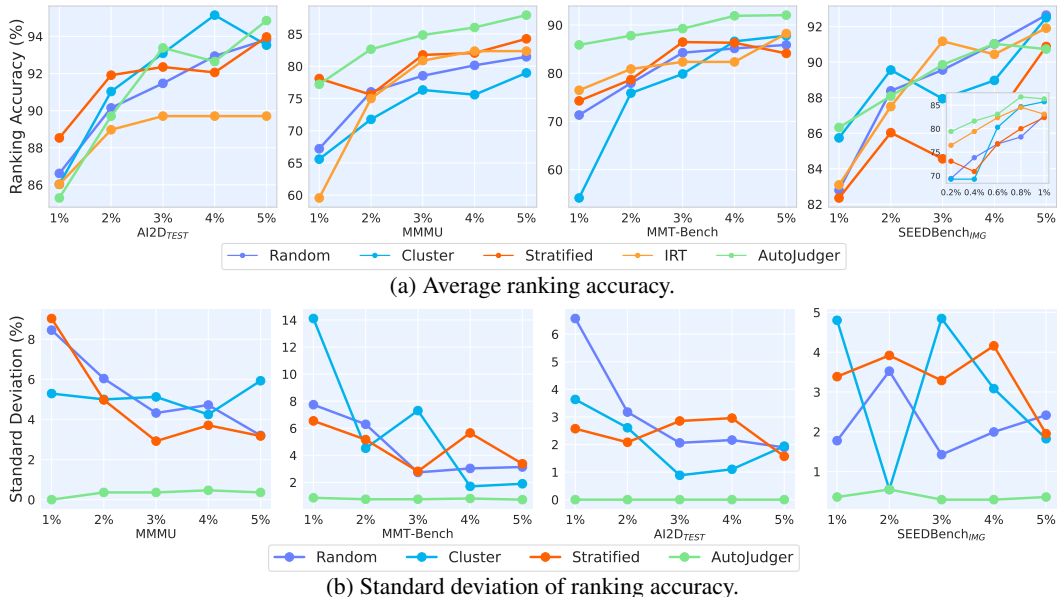 Ranking Accuracy (%)
94
92
90
88
86
1% 2% 3% 4% 5%
AI2D_TEST
85
80
75
70
65
60
1% 2% 3% 4% 5%
MMMU
90
80
70
60
1% 2% 3% 4% 5%
MMT-Bench
92
90
88
86
84
82
85
80
75
70
0.2% 0.4% 0.6% 0.8% 1%
1% 2% 3% 4% 5%
SEEDBench_IMG
Random Cluster Stratified IRT AutoJudger
(a) Average ranking accuracy.
Standard Deviation (%)
8
6
4
2
0
1% 2% 3% 4% 5%
MMMU
14
12
10
8
6
4
2
1% 2% 3% 4% 5%
MMT-Bench
6
5
4
3
2
1
0
1% 2% 3% 4% 5%
AI2D_TEST
5
4
3
2
1
1% 2% 3% 4% 5%
SEEDBench_IMG
Random Cluster Stratified AutoJudger
(b) Standard deviation of ranking accuracy.